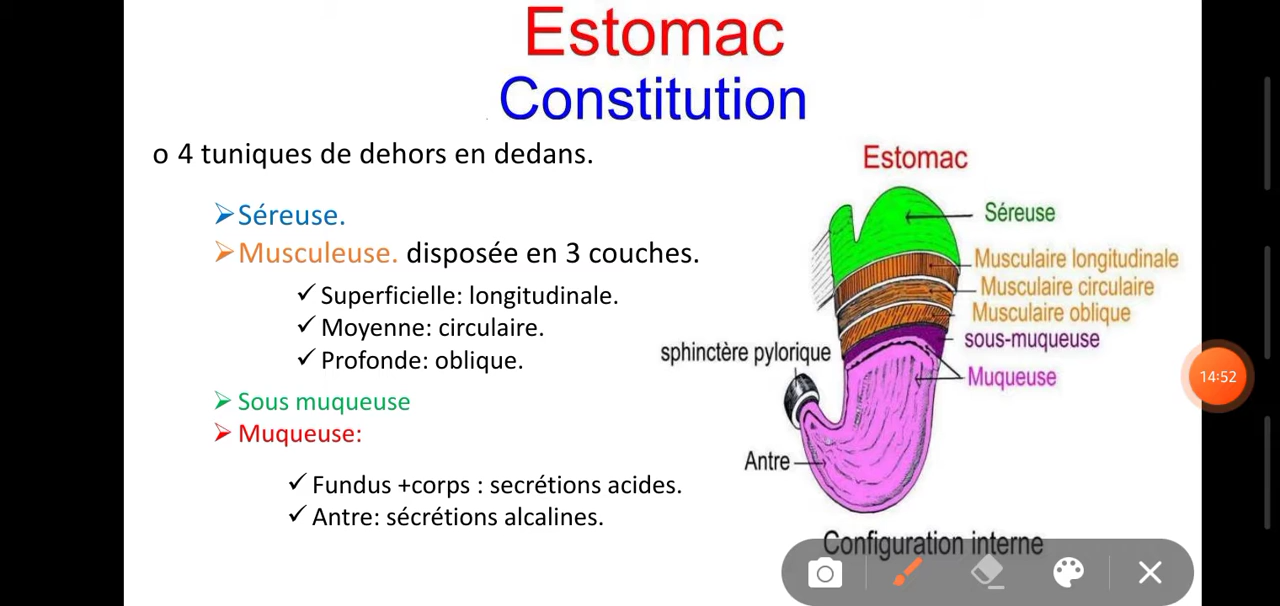 Estomac
Constitution
o 4 tuniques de dehors en dedans.
➢Séreuse.
➢Musculeuse. disposée en 3 couches.
✓ Superficielle: longitudinale.
✓ Moyenne: circulaire.
✓ Profonde: oblique.
➢ Sous muqueuse
➢ Muqueuse:
✓ Fundus +corps : secrétions acides.
✓ Antre: sécrétions alcalines.
Estomac
Séreuse
Musculaire longitudinale
Musculaire circulaire
Musculaire oblique
sous-muqueuse
sphinctère pylorique
Muqueuse
Antre
Configuration interne
14:52